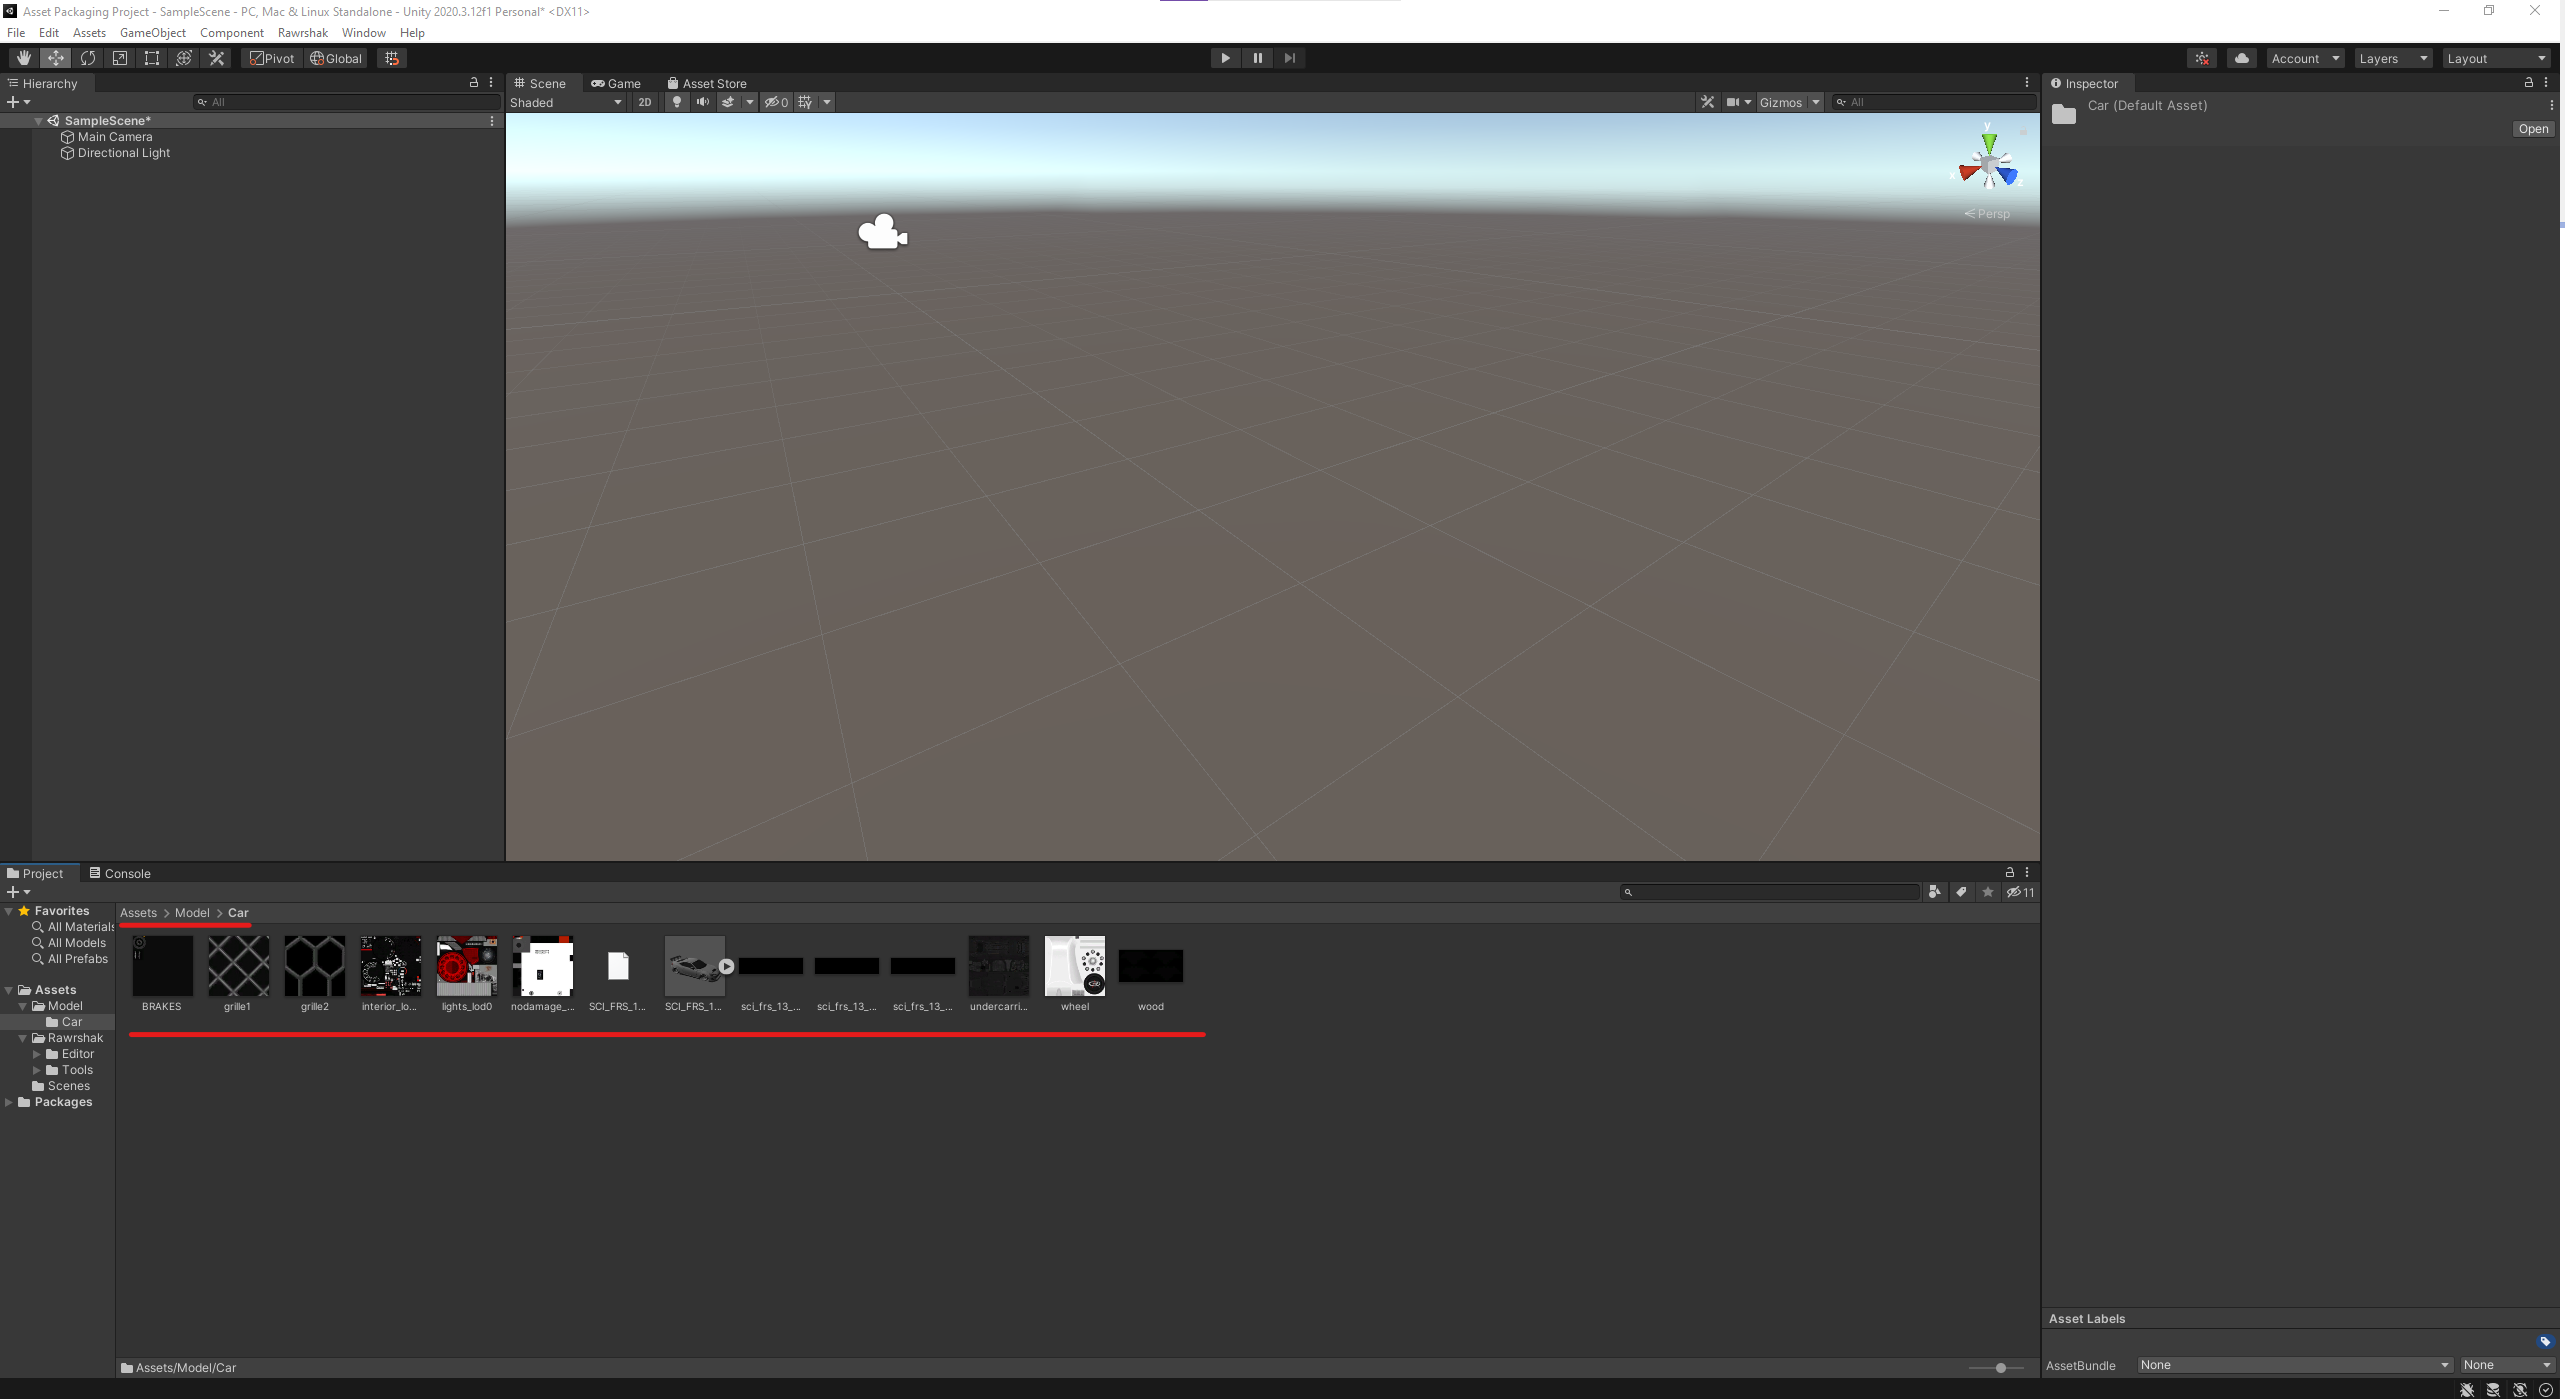 Asset Packaging Project - SampleScene - PC, Mac & Linux Standalone - Unity 2020.3.12f1 Personal* <DX11>
File Edit Assets GameObject Component Rawrshak Window Help
Pivot Global Account Layers Layout
Hierarchy
All
SampleScene*
Main Camera
Directional Light
Scene Game Asset Store
Shaded 2D 0 Gizmos All
y
x
z
Persp
Inspector
Car (Default Asset)
Open
Project Console
11
Favorites
All Materials
All Models
All Prefabs
Assets
Model
Car
Rawrshak
Editor
Tools
Scenes
Packages
Assets > Model > Car
BRAKES grille1 grille2 interior_lo... lights_lod0 nodamage_... SCI_FRS_1... SCI_FRS_1... sci_frs_13_... sci_frs_13_... sci_frs_13_... undercarri... wheel wood
Assets/Model/Car
Asset Labels
AssetBundle None None